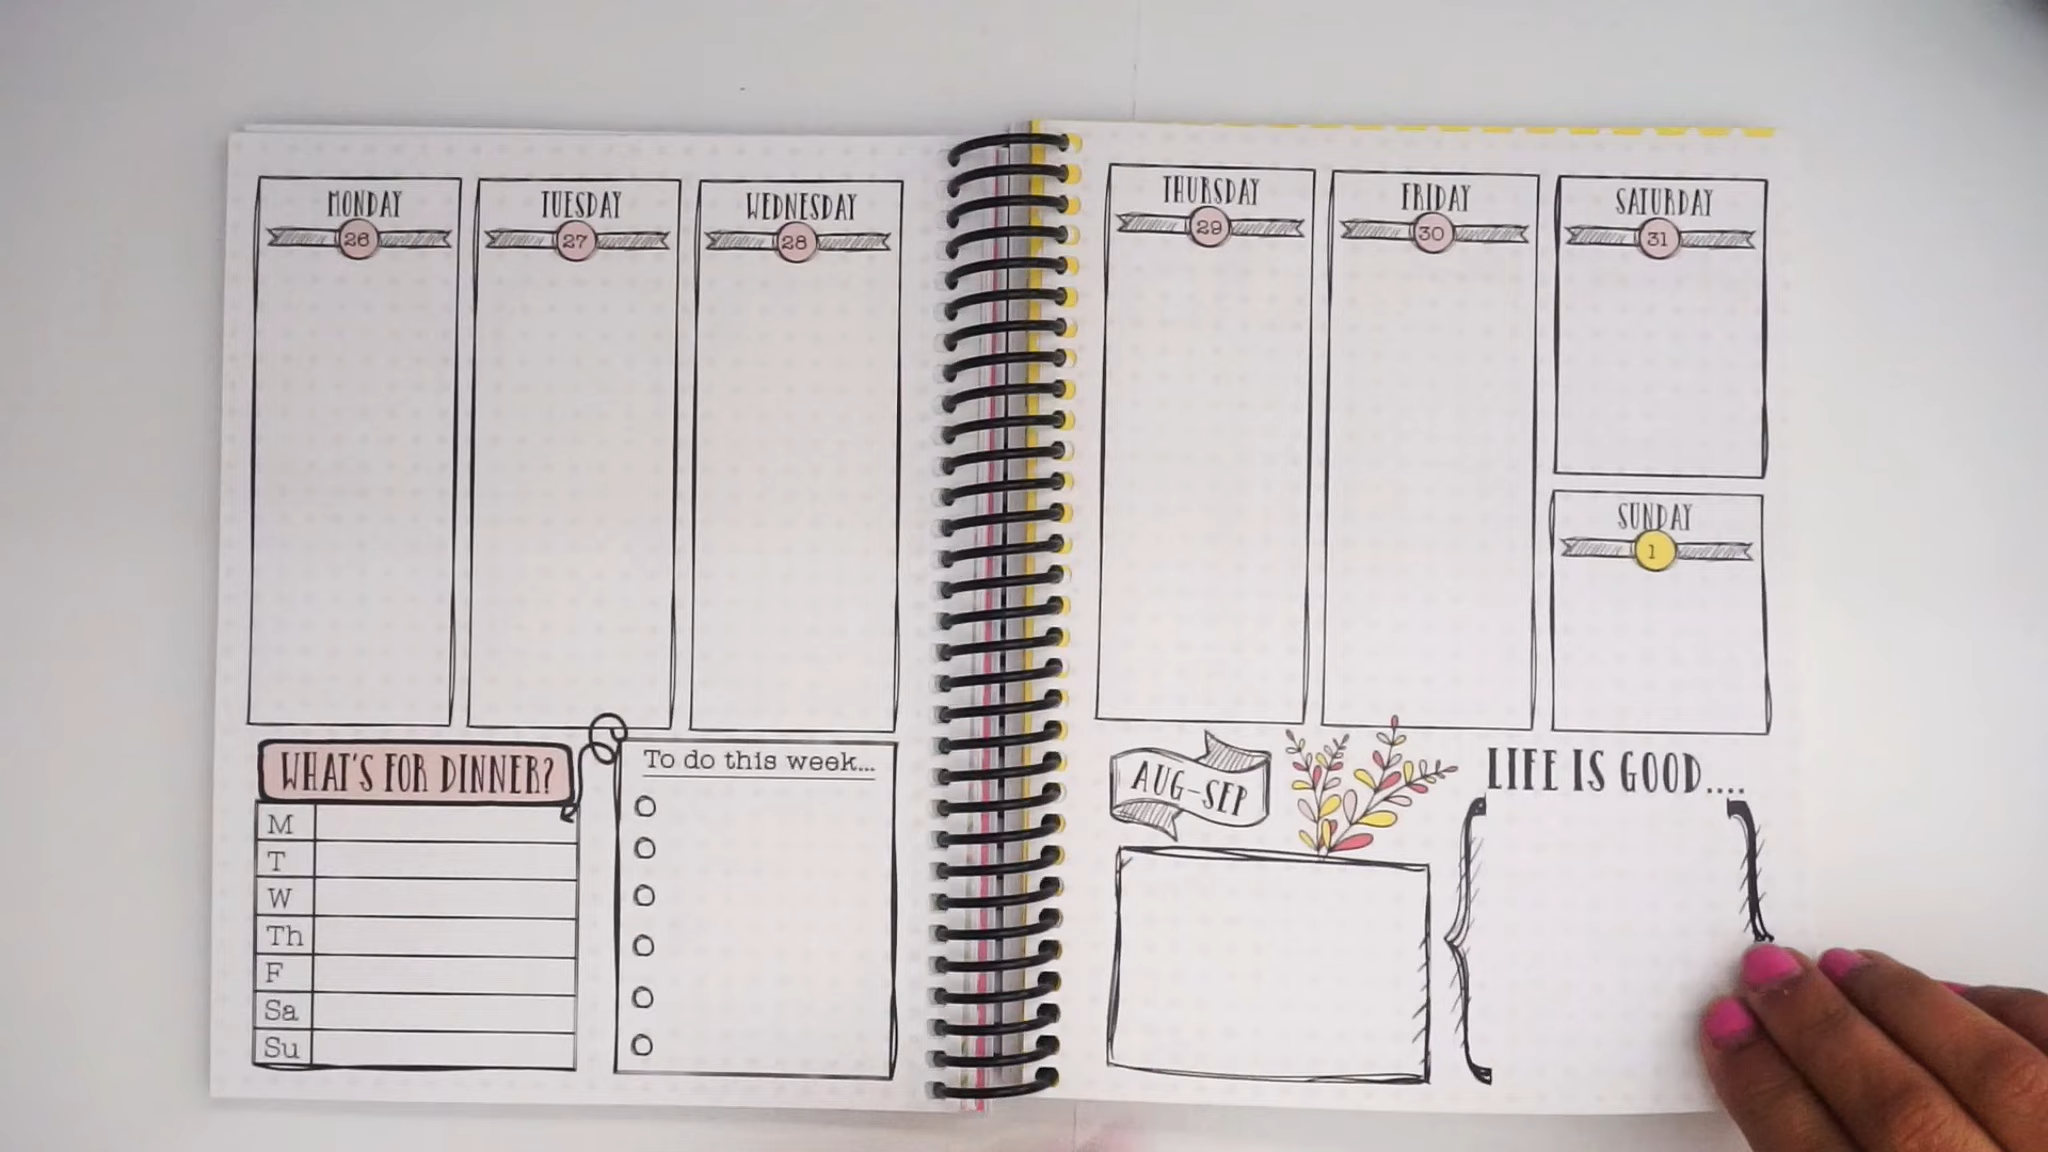 MONDAY
26
TUESDAY
27
WEDNESDAY
28
WHAT'S FOR DINNER?
M
T
W
Th
F
Sa
Su
To do this week...
THURSDAY
29
FRIDAY
30
SATURDAY
31
SUNDAY
1
AUG-SEP
LIFE IS GOOD....